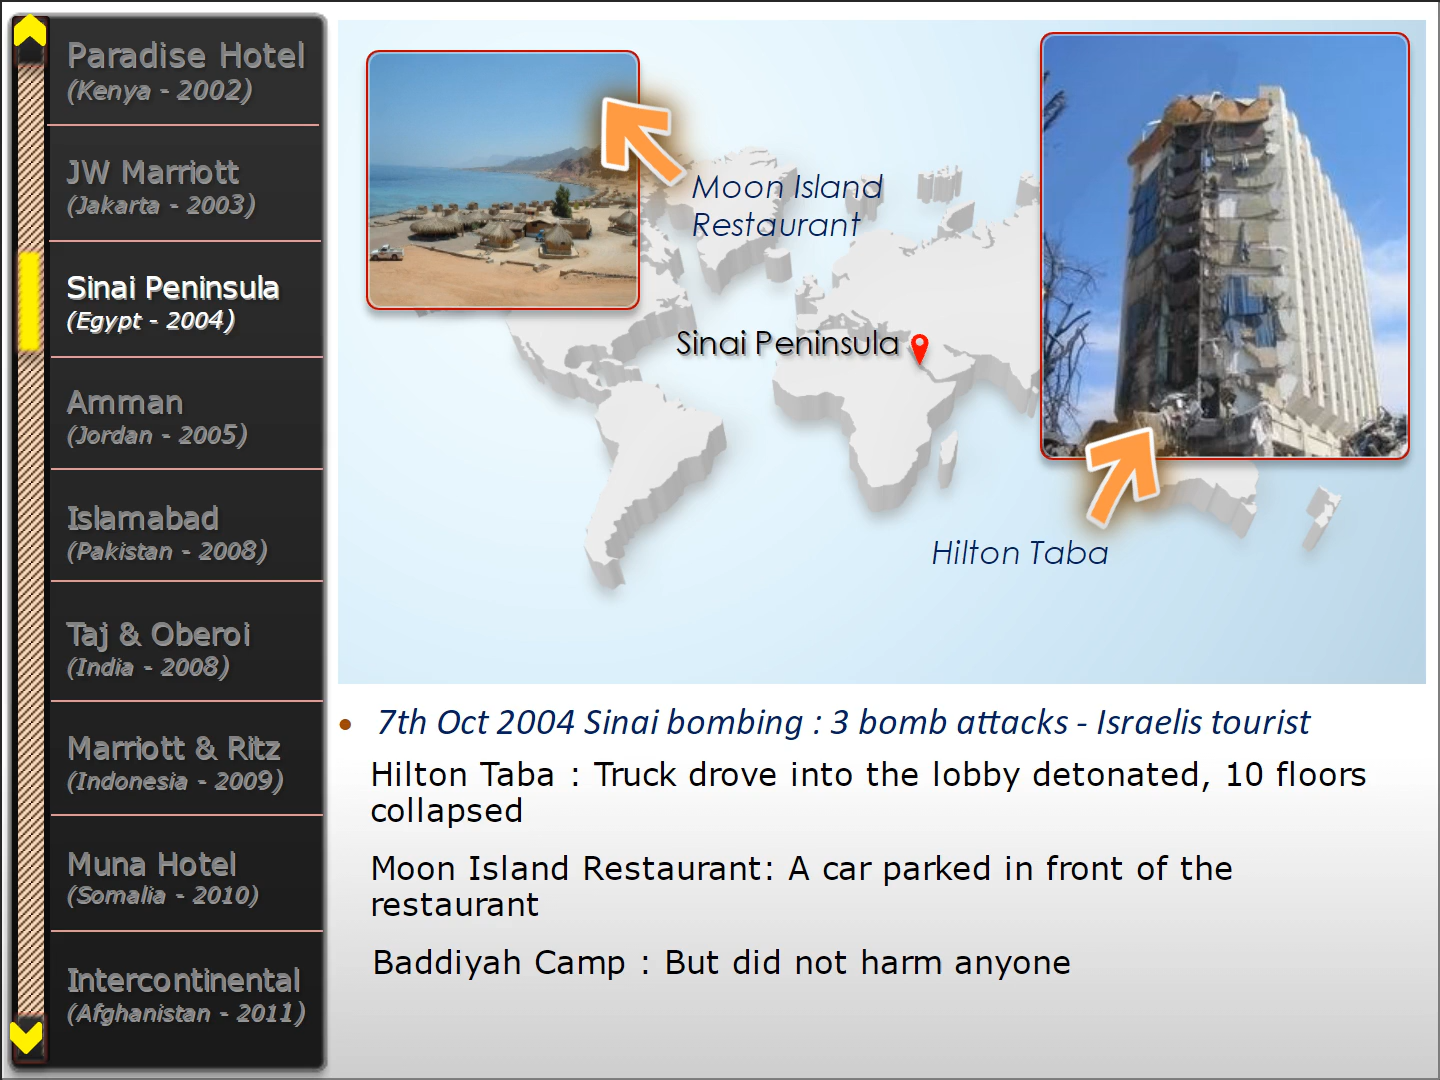 Paradise Hotel
(Kenya - 2002)
JW Marriott
(Jakarta - 2003)
Sinai Peninsula
(Egypt - 2004)
Amman
(Jordan - 2005)
Islamabad
(Pakistan - 2008)
Taj & Oberoi
(India - 2008)
Marriott & Ritz
(Indonesia - 2009)
Muna Hotel
(Somalia - 2010)
Intercontinental
(Afghanistan - 2011)
Moon Island
Restaurant
Sinai Peninsula
Hilton Taba
• 7th Oct 2004 Sinai bombing : 3 bomb attacks - Israelis tourist
Hilton Taba : Truck drove into the lobby detonated, 10 floors
collapsed
Moon Island Restaurant: A car parked in front of the
restaurant
Baddiyah Camp : But did not harm anyone